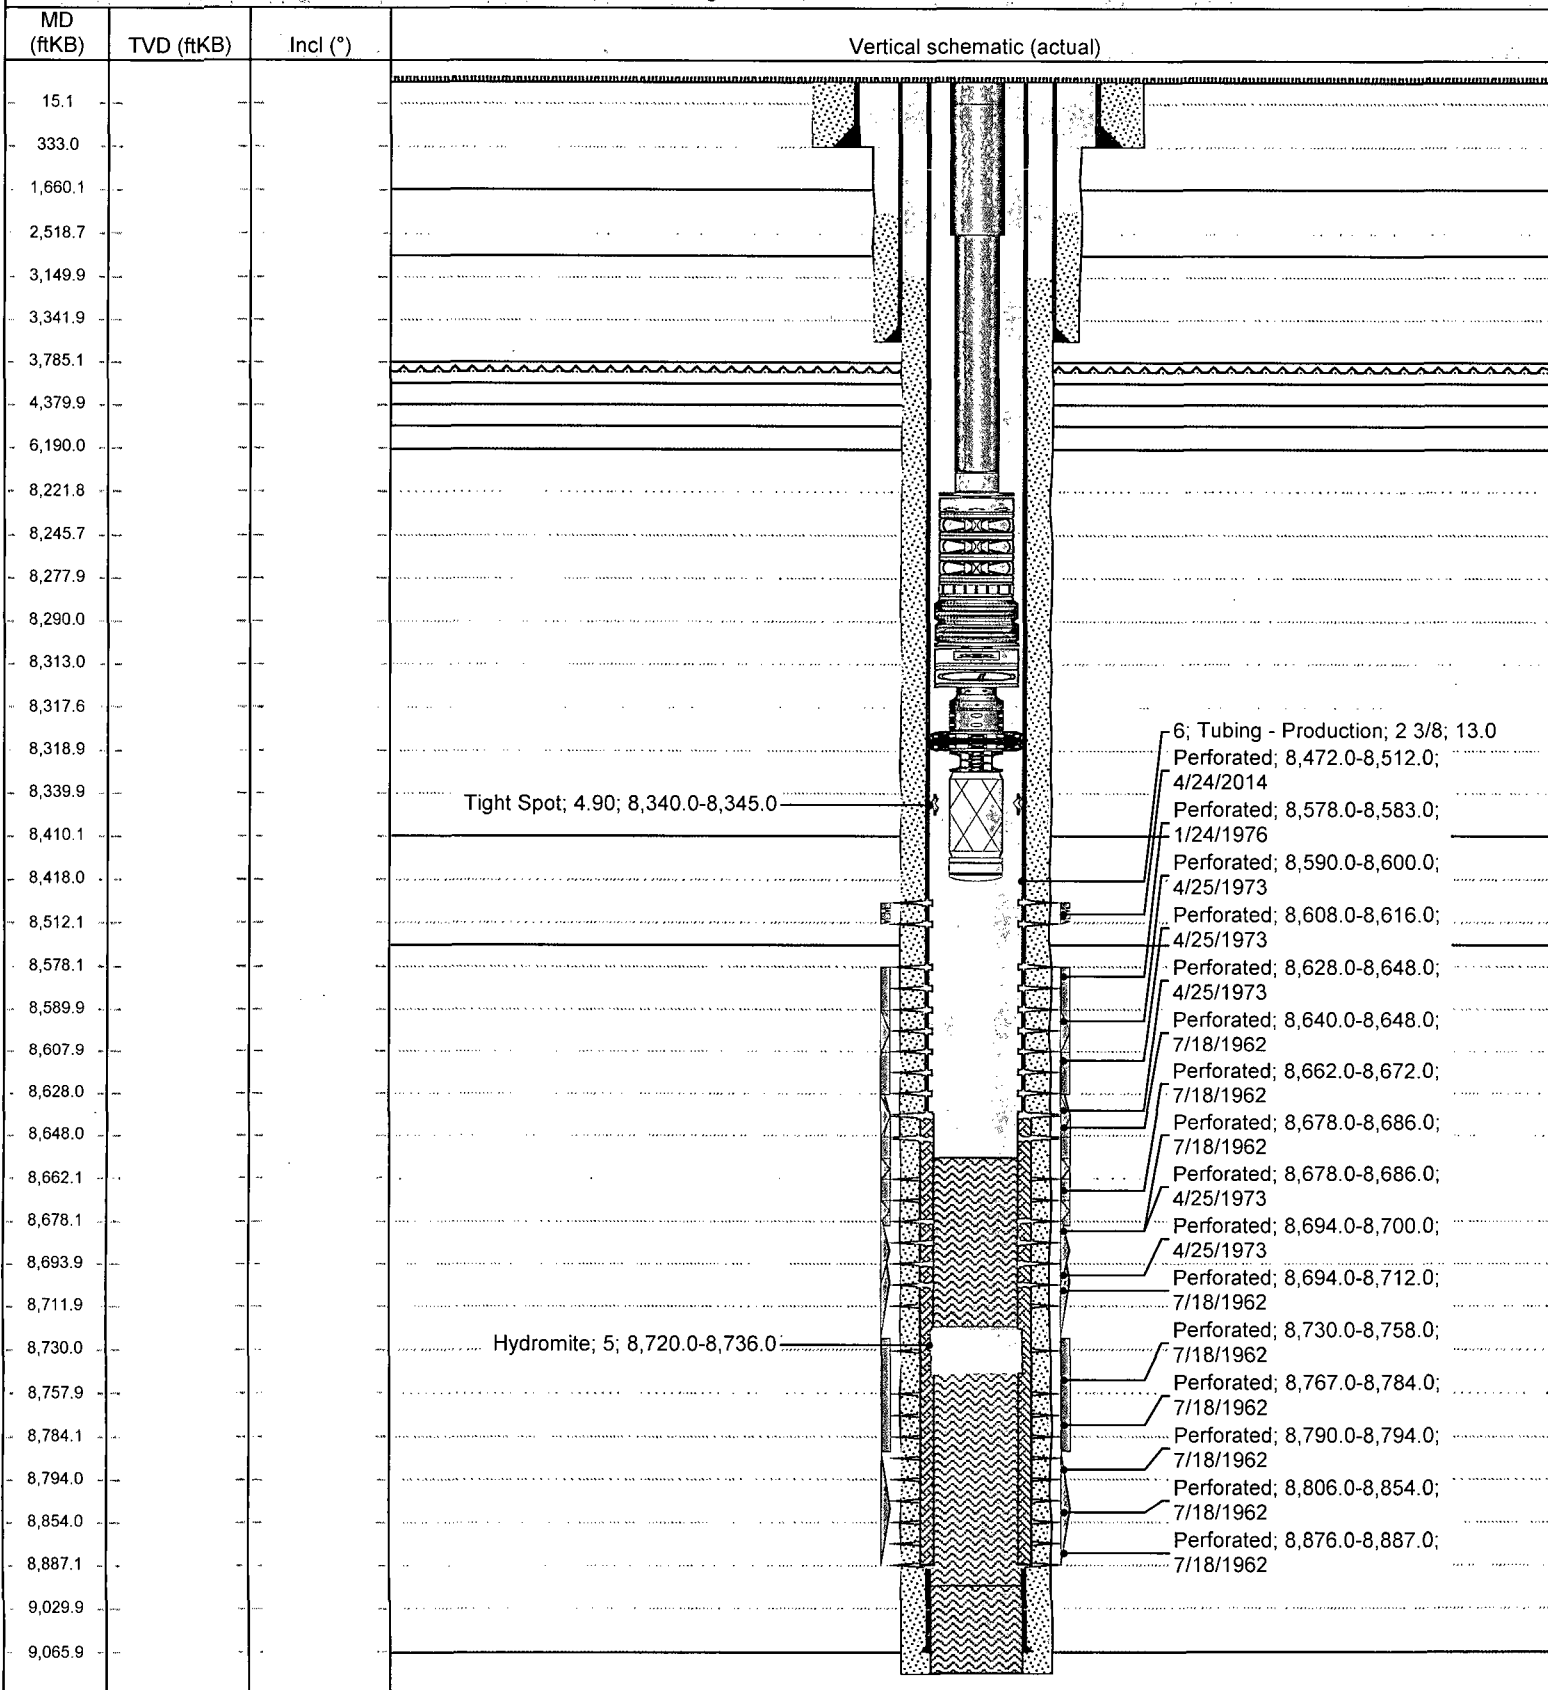 MD
(ftKB)
TVD (ftKB)
Incl (°)
Vertical schematic (actual)
15.1
333.0
1,660.1
2,518.7
3,149.9
3,341.9
3,785.1
4,379.9
6,190.0
8,221.8
8,245.7
8,277.9
8,290.0
8,313.0
8,317.6
8,318.9
8,339.9
8,410.1
8,418.0
8,512.1
8,578.1
8,589.9
8,607.9
8,628.0
8,648.0
8,662.1
8,678.1
8,693.9
8,711.9
8,730.0
8,757.9
8,784.1
8,794.0
8,854.0
8,887.1
9,029.9
9,065.9
Tight Spot; 4.90; 8,340.0-8,345.0
Hydromite; 5; 8,720.0-8,736.0
6; Tubing - Production; 2 3/8; 13.0
Perforated; 8,472.0-8,512.0;
4/24/2014
Perforated; 8,578.0-8,583.0;
1/24/1976
Perforated; 8,590.0-8,600.0;
4/25/1973
Perforated; 8,608.0-8,616.0;
4/25/1973
Perforated; 8,628.0-8,648.0;
4/25/1973
Perforated; 8,640.0-8,648.0;
7/18/1962
Perforated; 8,662.0-8,672.0;
7/18/1962
Perforated; 8,678.0-8,686.0;
7/18/1962
Perforated; 8,678.0-8,686.0;
4/25/1973
Perforated; 8,694.0-8,700.0;
4/25/1973
Perforated; 8,694.0-8,712.0;
7/18/1962
Perforated; 8,730.0-8,758.0;
7/18/1962
Perforated; 8,767.0-8,784.0;
7/18/1962
Perforated; 8,790.0-8,794.0;
7/18/1962
Perforated; 8,806.0-8,854.0;
7/18/1962
Perforated; 8,876.0-8,887.0;
7/18/1962